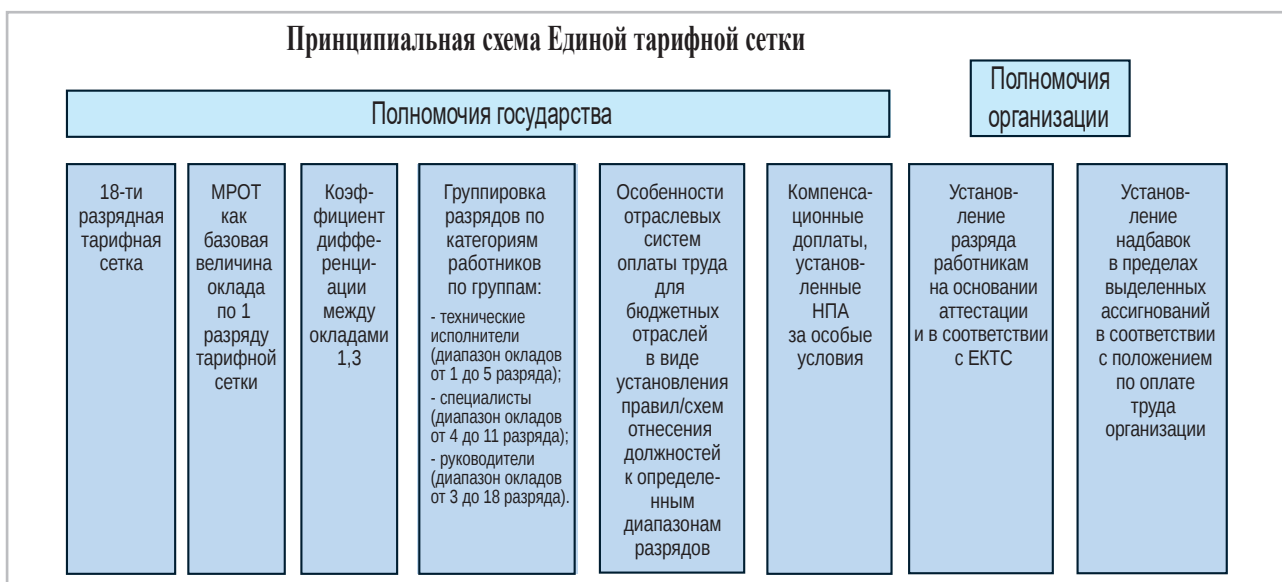 Принципиальная схема Единой тарифной сетки
Полномочия государства
Полномочия
организации
18-ти
разрядная
тарифная
сетка
МРОТ
как
базовая
величина
оклада
по 1
разряду
тарифной
сетки
Коэф-
фициент
диффе-
ренци-
ации
между
окладами
1,3
Группировка
разрядов по
категориям
работников
по группам:
- технические
исполнители
(диапазон окладов
от 1 до 5 разряда);
- специалисты
(диапазон окладов
от 4 до 11 разряда);
- руководители
(диапазон окладов
от 3 до 18 разряда).
Особенности
отраслевых
систем
оплаты труда
для
бюджетных
отраслей
в виде
установления
правил/схем
отнесения
должностей
к определе-
нным
диапазонам
разрядов
Компенса-
ционные
доплаты,
установ-
ленные
НПА
за особые
условия
Установ-
ление
разряда
работникам
на основании
аттестации
и в соответствии
с ЕКТС
Установ-
ление
надбавок
в пределах
выделенных
ассигнований
в соответствии
с положением
по оплате
труда
организации